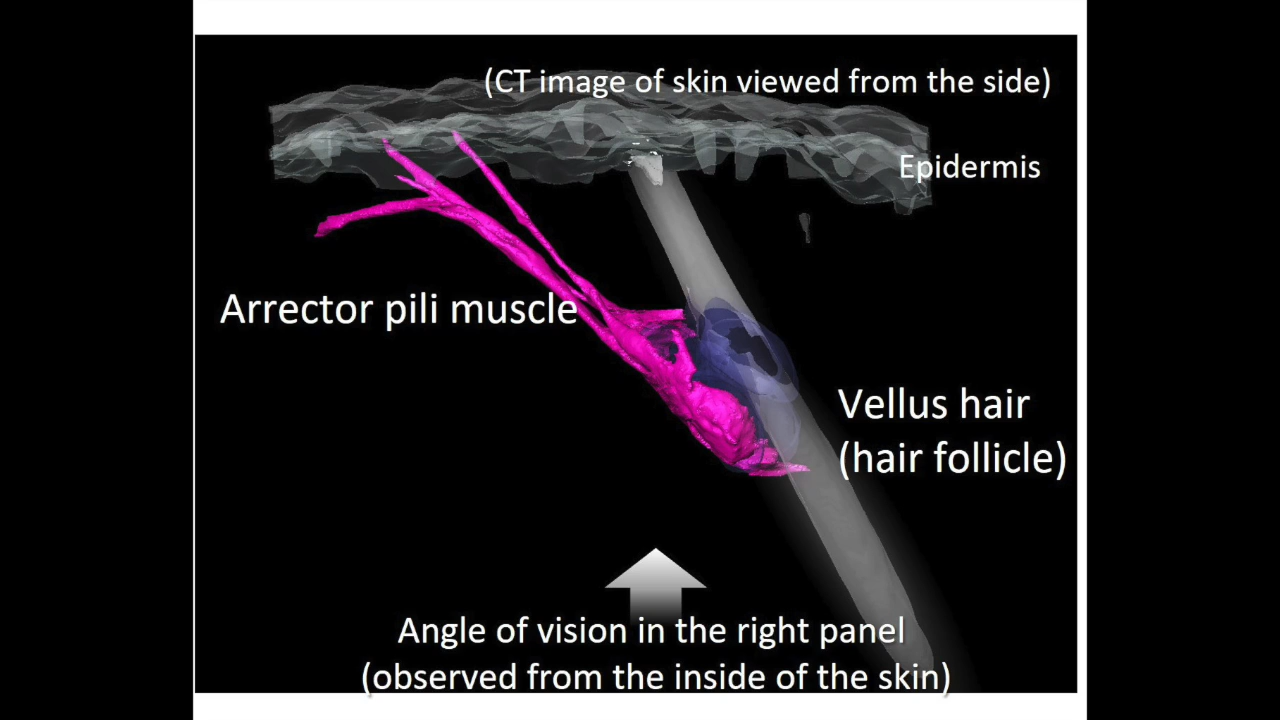 (CT image of skin viewed from the side)
Epidermis
Arrector pili muscle
Vellus hair
(hair follicle)
Angle of vision in the right panel
(observed from the inside of the skin)